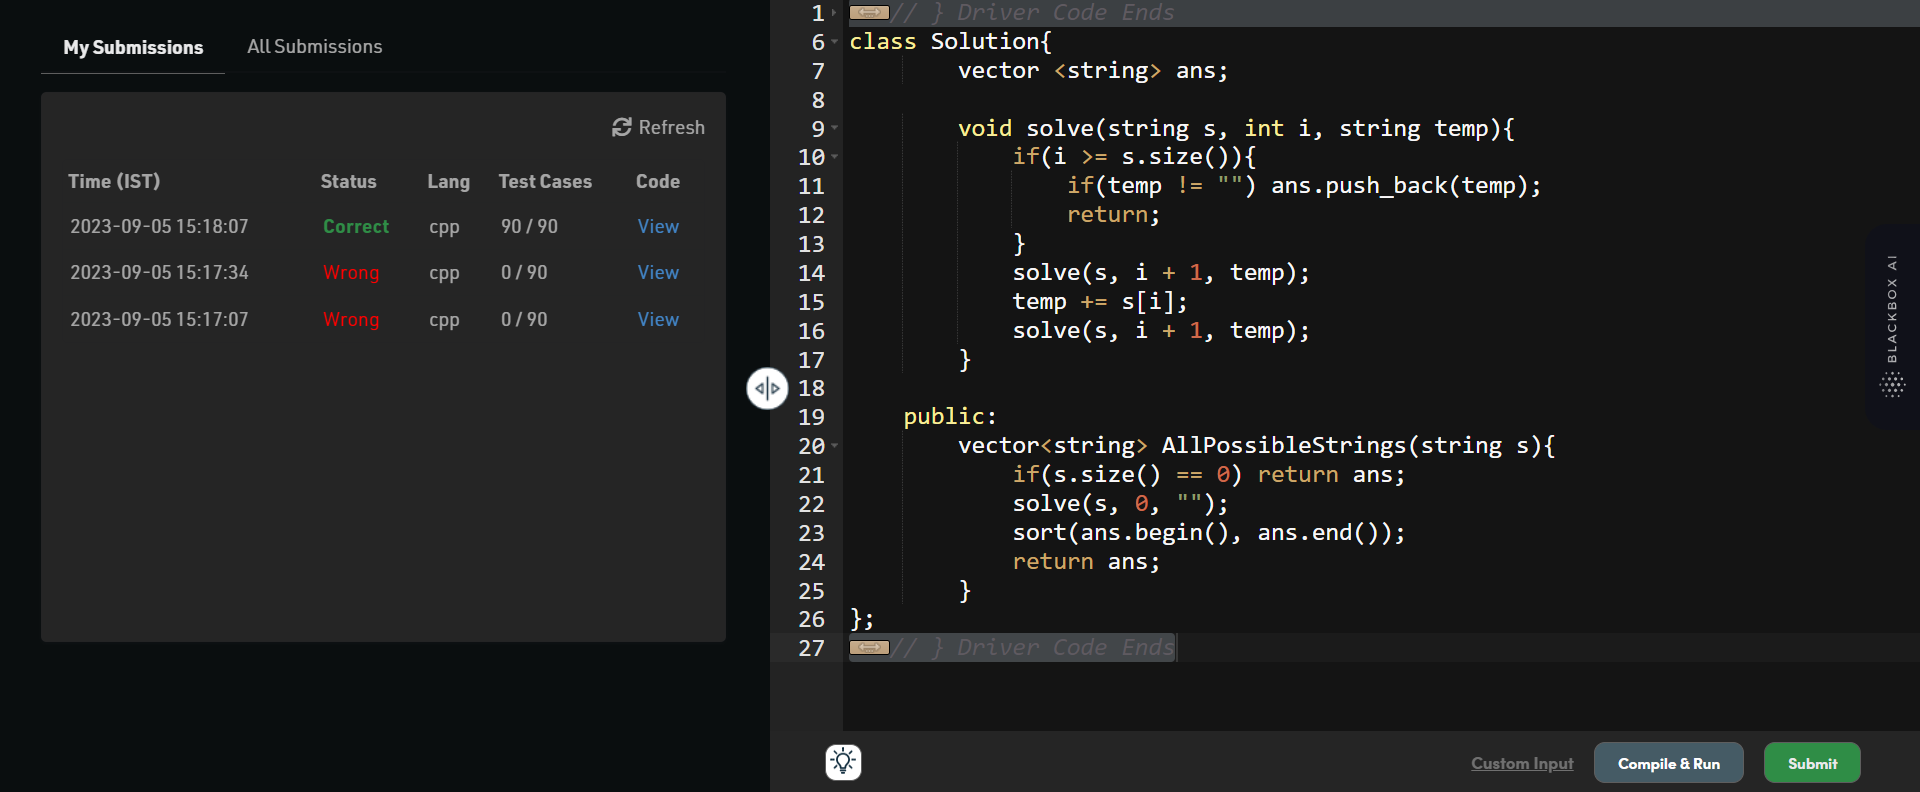 My Submissions All Submissions
Refresh
Time (IST) Status Lang Test Cases Code
2023-09-05 15:18:07 Correct cpp 90 / 90 View
2023-09-05 15:17:34 Wrong cpp 0 / 90 View
2023-09-05 15:17:07 Wrong cpp 0 / 90 View
1 // } Driver Code Ends
6 class Solution{
7 vector <string> ans;
8
9 void solve(string s, int i, string temp){
10 if(i >= s.size()){
11 if(temp != "") ans.push_back(temp);
12 return;
13 }
14 solve(s, i + 1, temp);
15 temp += s[i];
16 solve(s, i + 1, temp);
17 }
18
19 public:
20 vector<string> AllPossibleStrings(string s){
21 if(s.size() == 0) return ans;
22 solve(s, 0, "");
23 sort(ans.begin(), ans.end());
24 return ans;
25 }
26 };
27 // } Driver Code Ends
BLACKBOX AI
Custom Input Compile & Run Submit